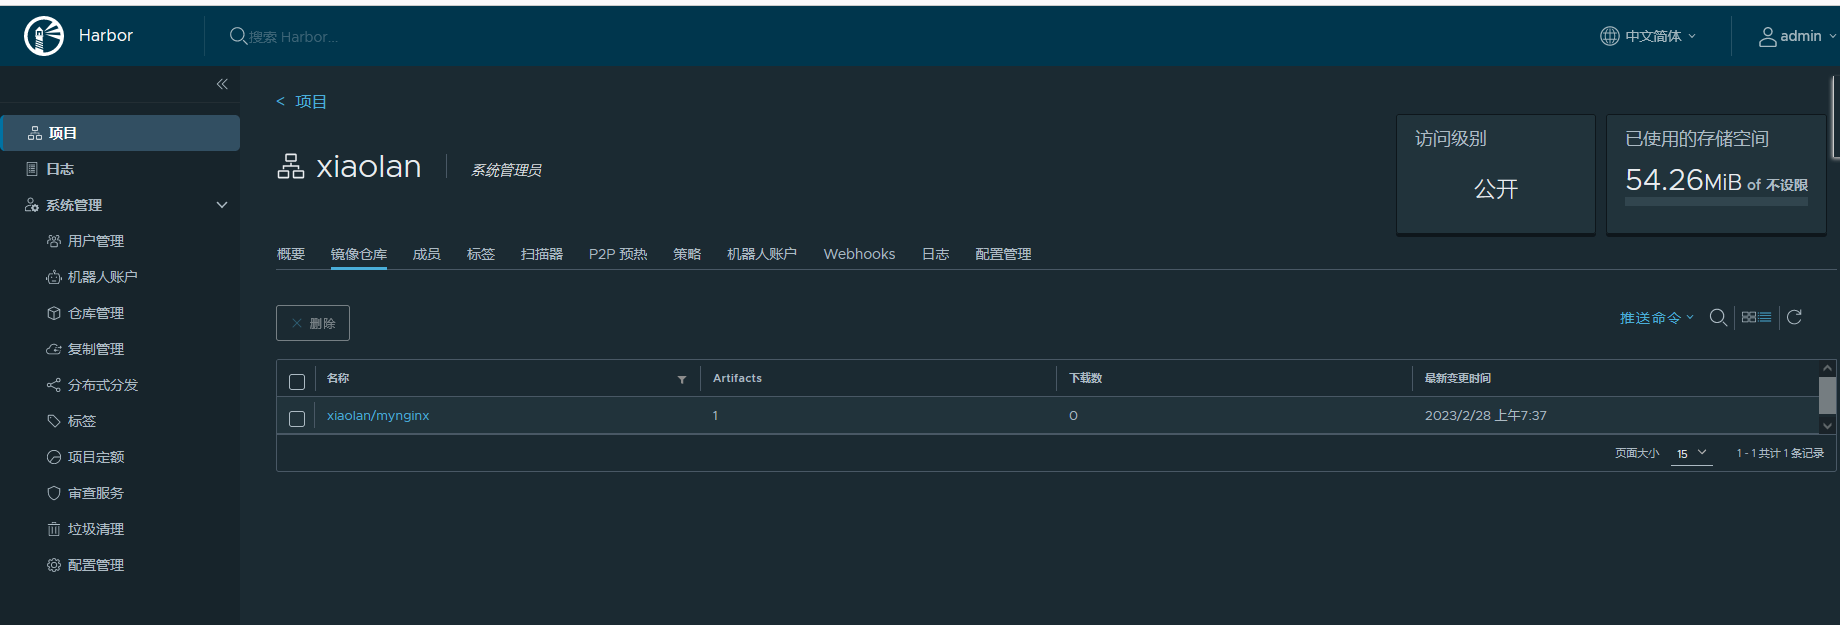 Harbor
搜索 Harbor...
中文简体
admin
项目
日志
系统管理
用户管理
机器人账户
仓库管理
复制管理
分布式分发
标签
项目定额
审查服务
垃圾清理
配置管理
< 项目
xiaolan 系统管理员
访问级别
公开
已使用的存储空间
54.26MiB of 不设限
概要 镜像仓库 成员 标签 扫描器 P2P 预热 策略 机器人账户 Webhooks 日志 配置管理
删除
推送命令
名称 Artifacts 下载数 最新变更时间
xiaolan/mynginx 1 0 2023/2/28 上午7:37
页面大小 15 1 - 1 共计 1 条记录